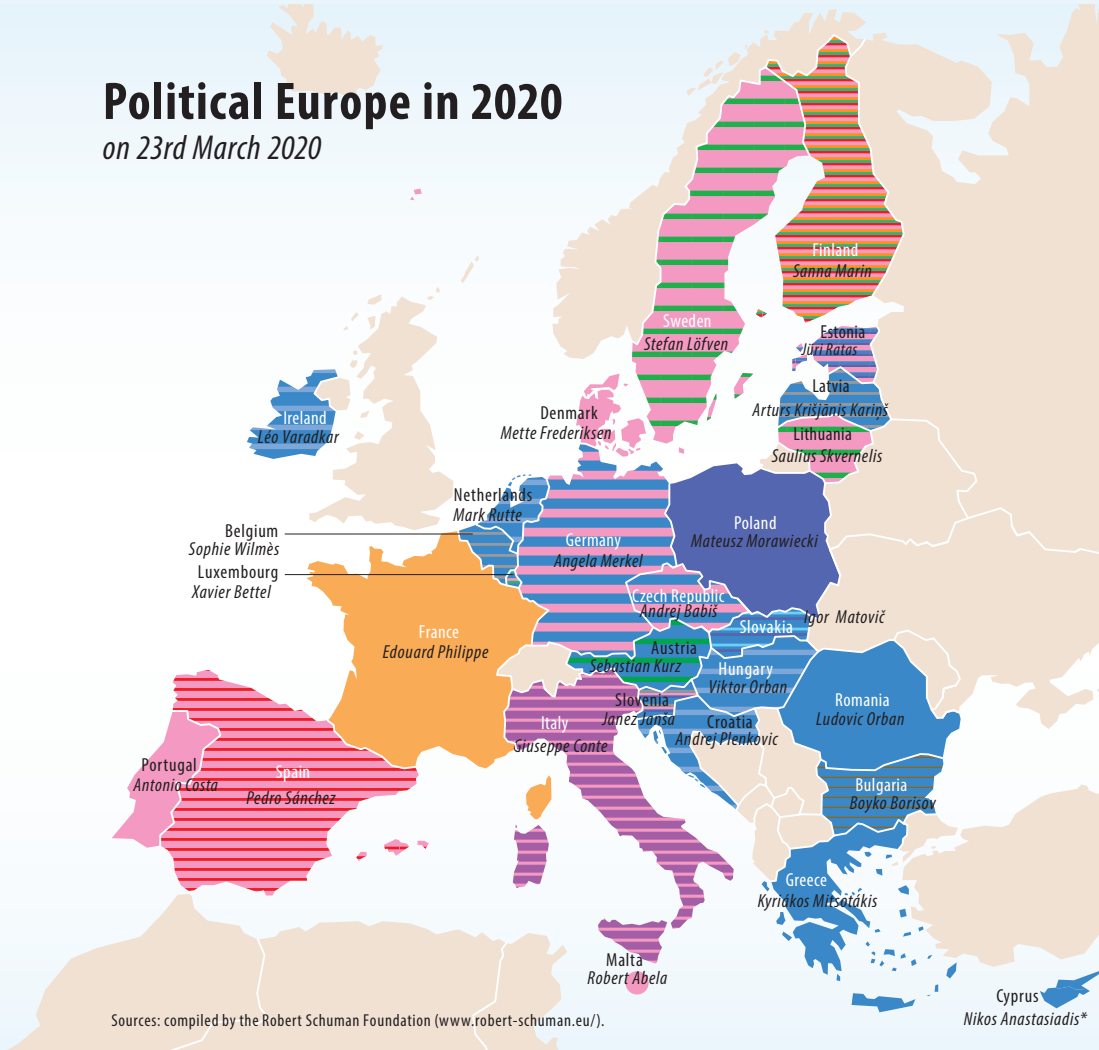 Political Europe in 2020
on 23rd March 2020
Finland
Sanna Marin
Sweden
Stefan Löfven
Estonia
Jüri Ratas
Latvia
Arturs Krišjānis Kariņš
Lithuania
Saulius Skvernelis
Denmark
Mette Frederiksen
Ireland
Léo Varadkar
Netherlands
Mark Rutte
Belgium
Sophie Wilmès
Luxembourg
Xavier Bettel
Germany
Angela Merkel
Poland
Mateusz Morawiecki
Czech Republic
Andrej Babiš
Igor Matovič
Slovakia
France
Edouard Philippe
Austria
Sebastian Kurz
Hungary
Viktor Orban
Slovenia
Janez Janša
Croatia
Andrej Plenkovic
Romania
Ludovic Orban
Italy
Giuseppe Conte
Portugal
Antonio Costa
Spain
Pedro Sánchez
Bulgaria
Boyko Borisov
Greece
Kyriákos Mitsotákis
Malta
Robert Abela
Cyprus
Nikos Anastasiadis*
Sources: compiled by the Robert Schuman Foundation (www.robert-schuman.eu/).